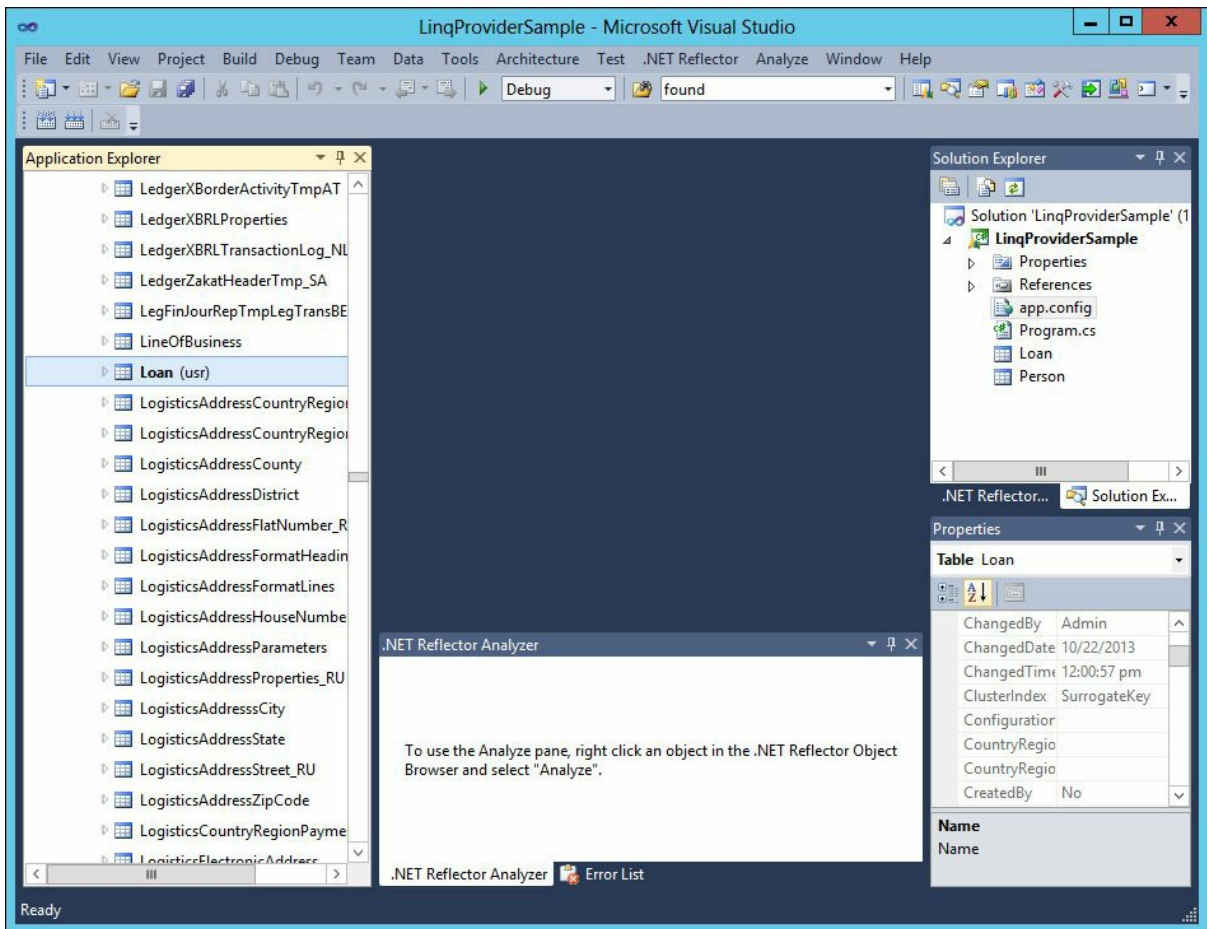 LinqProviderSample - Microsoft Visual Studio
File Edit View Project Build Debug Team Data Tools Architecture Test .NET Reflector Analyze Window Help
Debug found
Application Explorer
LedgerXBorderActivityTmpAT
LedgerXBRLProperties
LedgerXBRLTransactionLog_NL
LedgerZakatHeaderTmp_SA
LegFinJourRepTmpLegTransBE
LineOfBusiness
Loan (usr)
LogisticsAddressCountryRegion
LogisticsAddressCountryRegion
LogisticsAddressCounty
LogisticsAddressDistrict
LogisticsAddressFlatNumber_R
LogisticsAddressFormatHeadin
LogisticsAddressFormatLines
LogisticsAddressHouseNumbe
LogisticsAddressParameters
LogisticsAddressProperties_RU
LogisticsAddresssCity
LogisticsAddressState
LogisticsAddressStreet_RU
LogisticsAddressZipCode
LogisticsCountryRegionPayme
LogisticsElectronicAddress
.NET Reflector Analyzer
To use the Analyze pane, right click an object in the .NET Reflector Object
Browser and select "Analyze".
.NET Reflector Analyzer Error List
Solution Explorer
Solution 'LinqProviderSample' (1
LinqProviderSample
Properties
References
app.config
Program.cs
Loan
Person
.NET Reflector... Solution Ex...
Properties
Table Loan
ChangedBy Admin
ChangedDate 10/22/2013
ChangedTime 12:00:57 pm
ClusterIndex SurrogateKey
Configuration
CountryRegio
CountryRegio
CreatedBy No
Name
Name
Ready